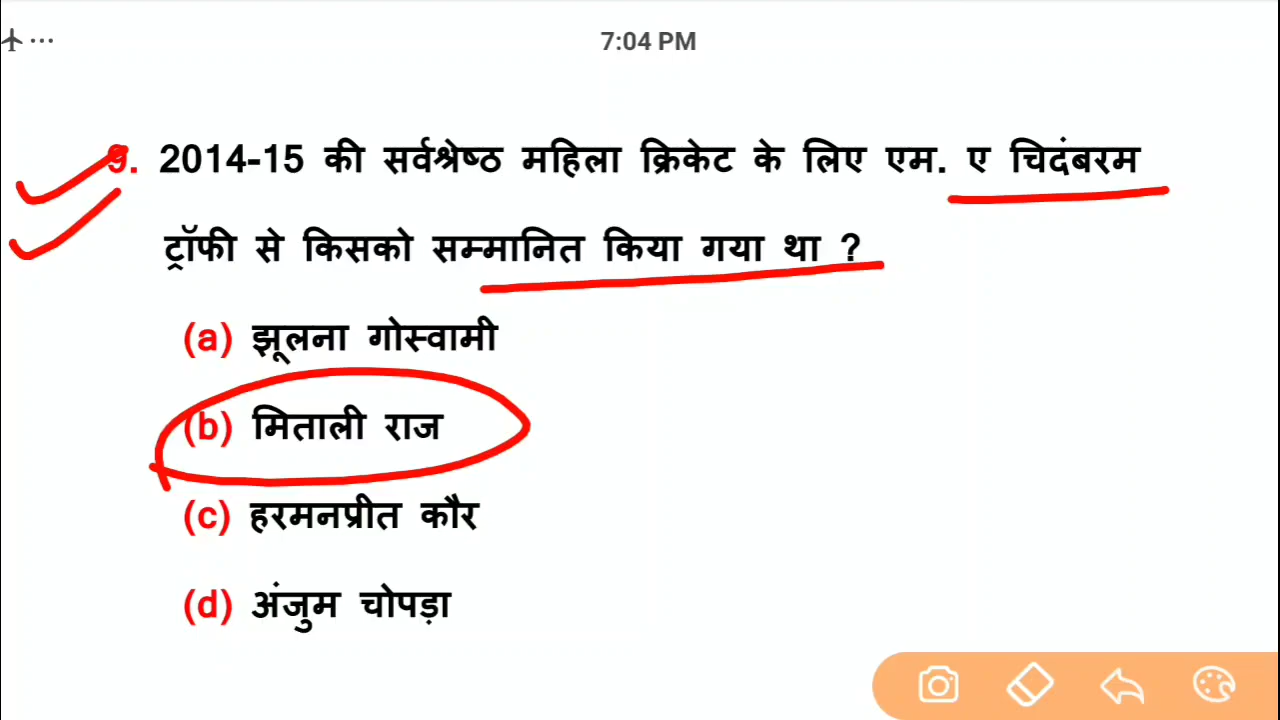 7:04 PM
9. 2014-15 की सर्वश्रेष्ठ महिला क्रिकेट के लिए एम. ए चिदंबरम
ट्रॉफी से किसको सम्मानित किया गया था ?
(a) झूलना गोस्वामी
(b) मिताली राज
(c) हरमनप्रीत कौर
(d) अंजुम चोपड़ा